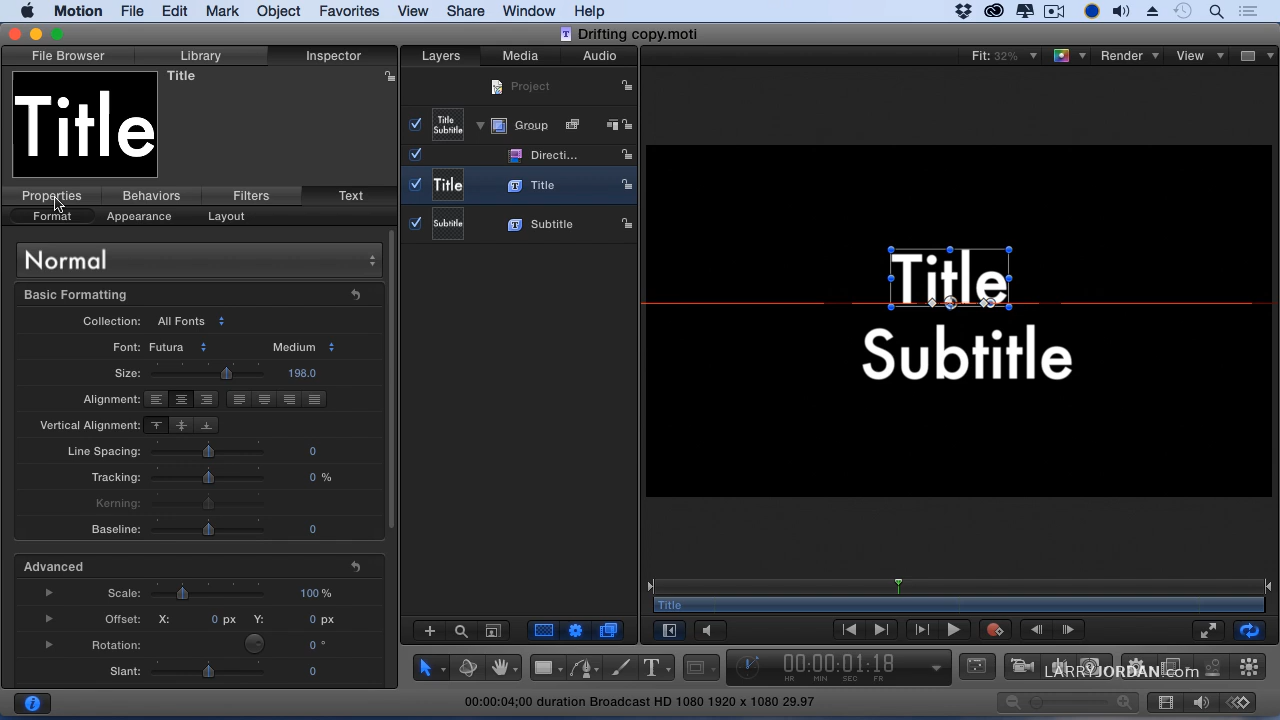 Motion File Edit Mark Object Favorites View Share Window Help
Drifting copy.moti
File Browser Library Inspector Layers Media Audio Fit: 32% Render View
Title
Title
Project
Title
Subtitle
Group
Directi...
Title
Title
Subtitle
Subtitle
Properties Behaviors Filters Text
Format Appearance Layout
Normal
Basic Formatting
Collection: All Fonts
Font: Futura Medium
Size: 198.0
Alignment:
Vertical Alignment:
Line Spacing: 0
Tracking: 0 %
Kerning:
Baseline: 0
Advanced
Scale: 100 %
Offset: X: 0 px Y: 0 px
Rotation: 0 °
Slant: 0
Title
Subtitle
Title
00:00:01:18
HR MIN SEC FR
LARRYJORDAN.com
00:00:04;00 duration Broadcast HD 1080 1920 x 1080 29.97